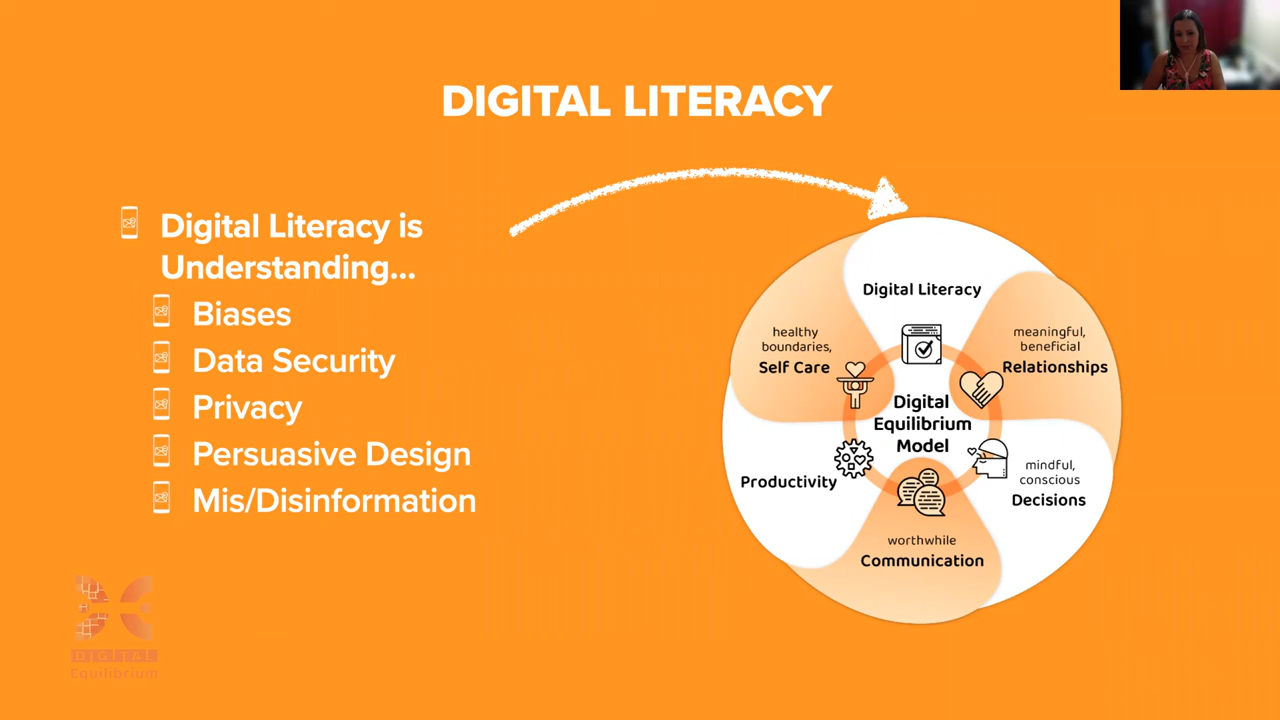 DIGITAL LITERACY
Digital Literacy is
Understanding...
Biases
Data Security
Privacy
Persuasive Design
Mis/Disinformation
Digital Literacy
healthy
boundaries,
Self Care
meaningful,
beneficial
Relationships
Digital
Equilibrium
Model
Productivity
mindful,
conscious
Decisions
worthwhile
Communication
DIGITAL
Equilibrium